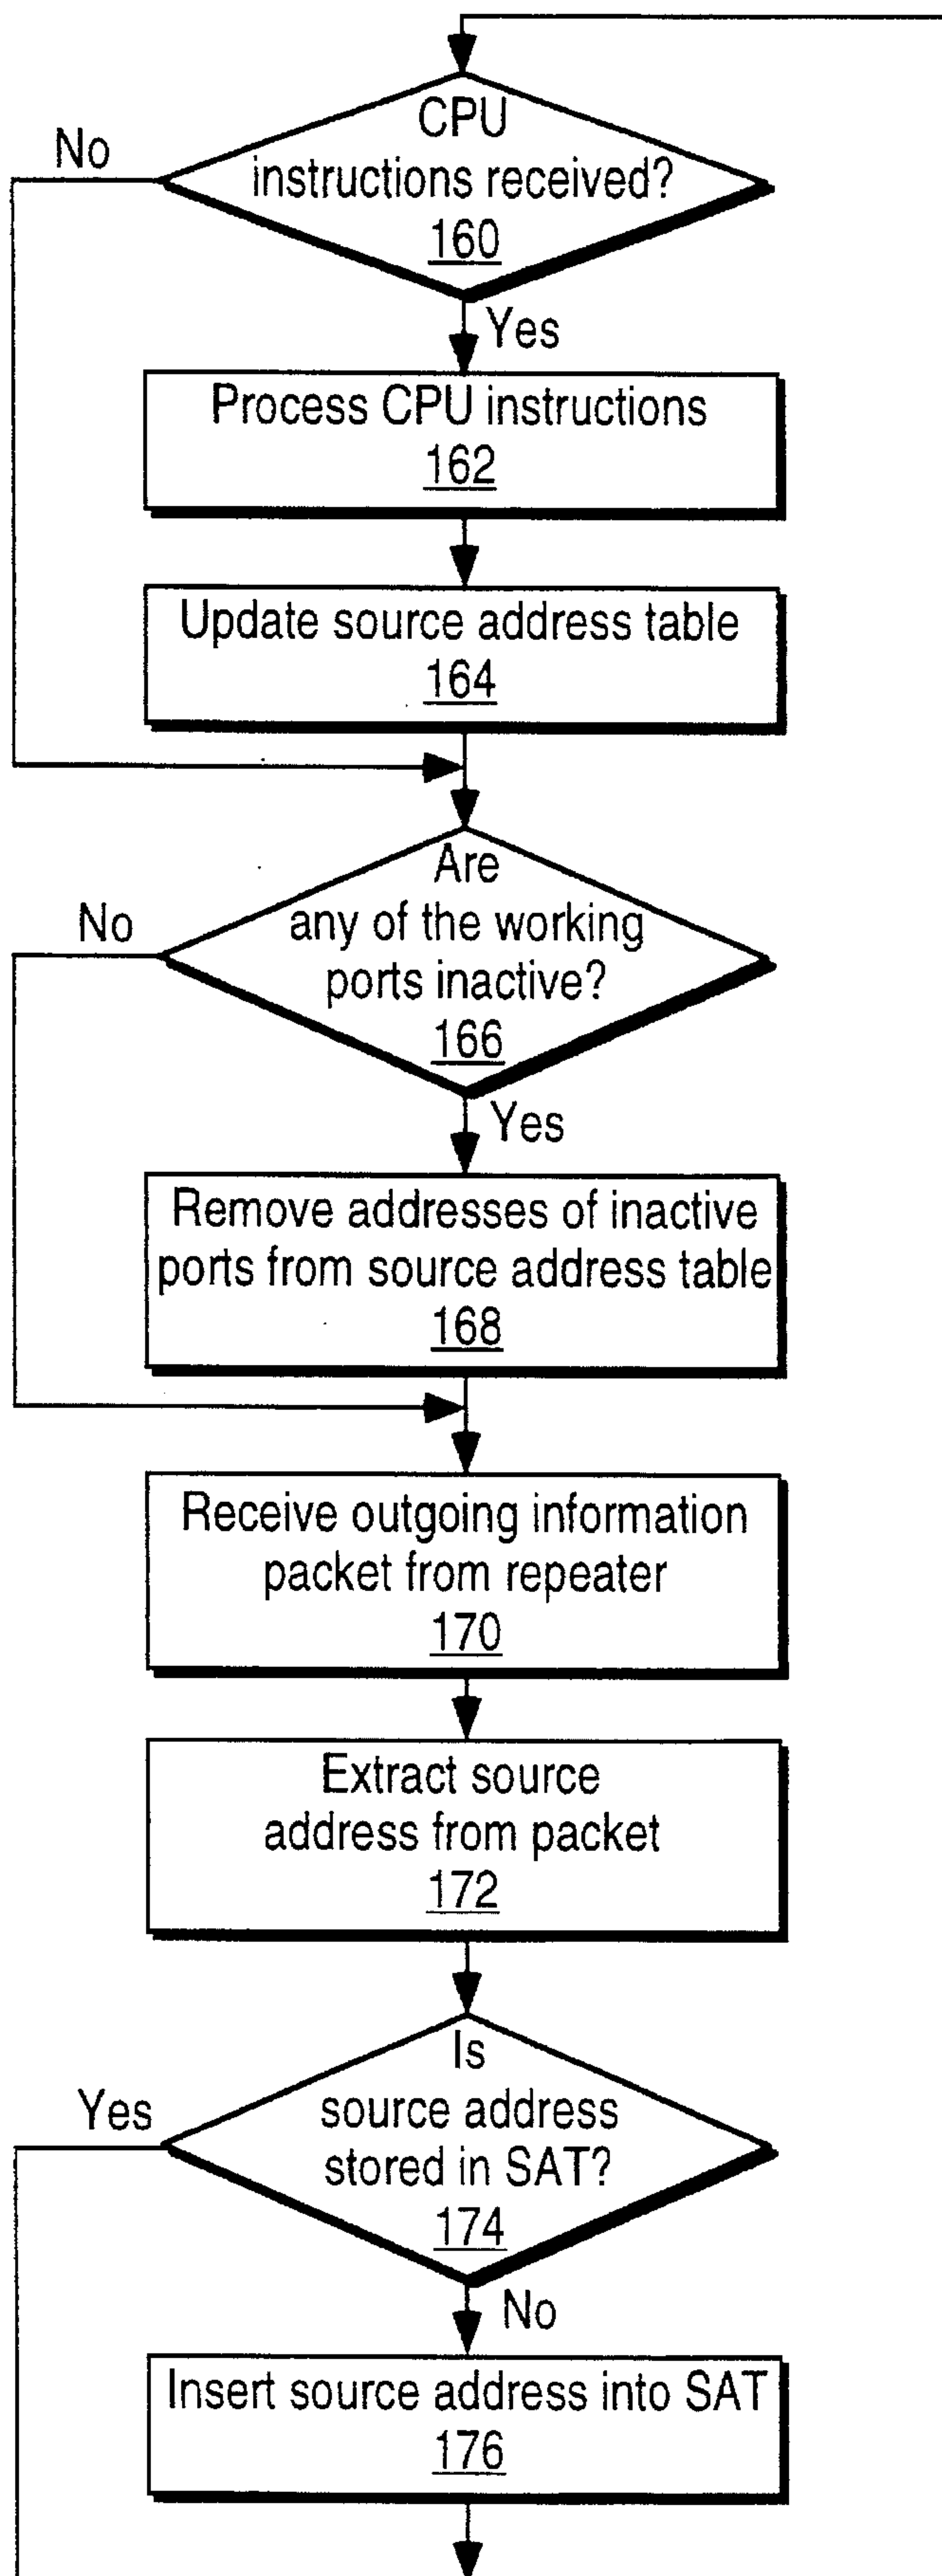 CPU
No
instructions received?
160
Yes
Process CPU instructions
162
Update source address table
164
Are
No
any of the working
ports inactive?
166
Yes
Remove addresses of inactive
ports from source address table
168
Receive outgoing information
packet from repeater
170
Extract source
address from packet
172
Is
Yes
source address
stored in SAT?
174
No
Insert source address into SAT
176